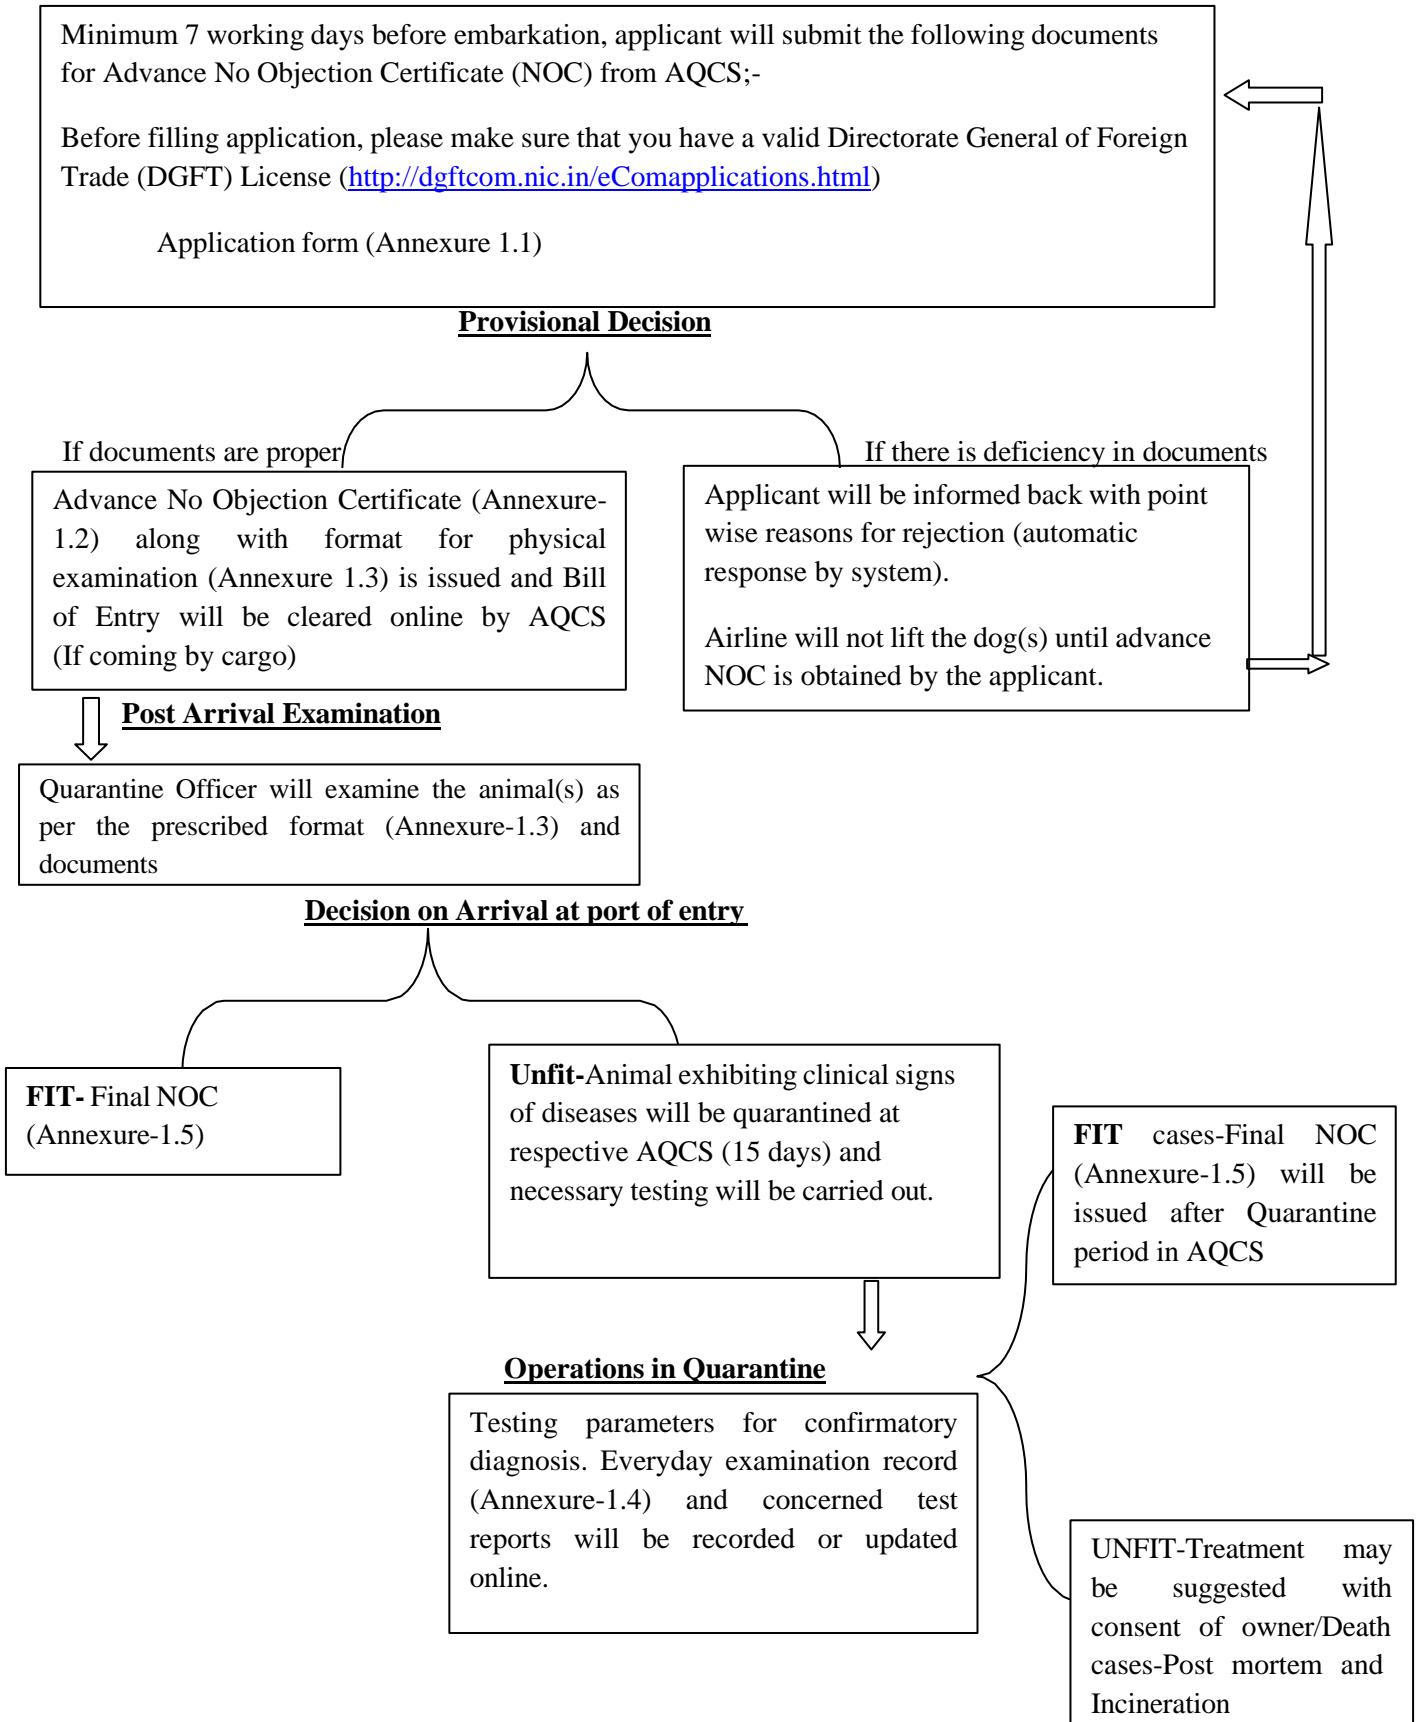 Minimum 7 working days before embarkation, applicant will submit the following documents
for Advance No Objection Certificate (NOC) from AQCS;-
Before filling application, please make sure that you have a valid Directorate General of Foreign
Trade (DGFT) License (http://dgftcom.nic.in/eComapplications.html)
Application form (Annexure 1.1)
Provisional Decision
If documents are proper
Advance No Objection Certificate (Annexure-
1.2) along with format for physical
examination (Annexure 1.3) is issued and Bill
of Entry will be cleared online by AQCS
(If coming by cargo)
If there is deficiency in documents
Applicant will be informed back with point
wise reasons for rejection (automatic
response by system).
Airline will not lift the dog(s) until advance
NOC is obtained by the applicant.
Post Arrival Examination
Quarantine Officer will examine the animal(s) as
per the prescribed format (Annexure-1.3) and
documents
Decision on Arrival at port of entry
FIT- Final NOC
(Annexure-1.5)
Unfit-Animal exhibiting clinical signs
of diseases will be quarantined at
respective AQCS (15 days) and
necessary testing will be carried out.
Operations in Quarantine
Testing parameters for confirmatory
diagnosis. Everyday examination record
(Annexure-1.4) and concerned test
reports will be recorded or updated
online.
FIT cases-Final NOC
(Annexure-1.5) will be
issued after Quarantine
period in AQCS
UNFIT-Treatment may
be suggested with
consent of owner/Death
cases-Post mortem and
Incineration